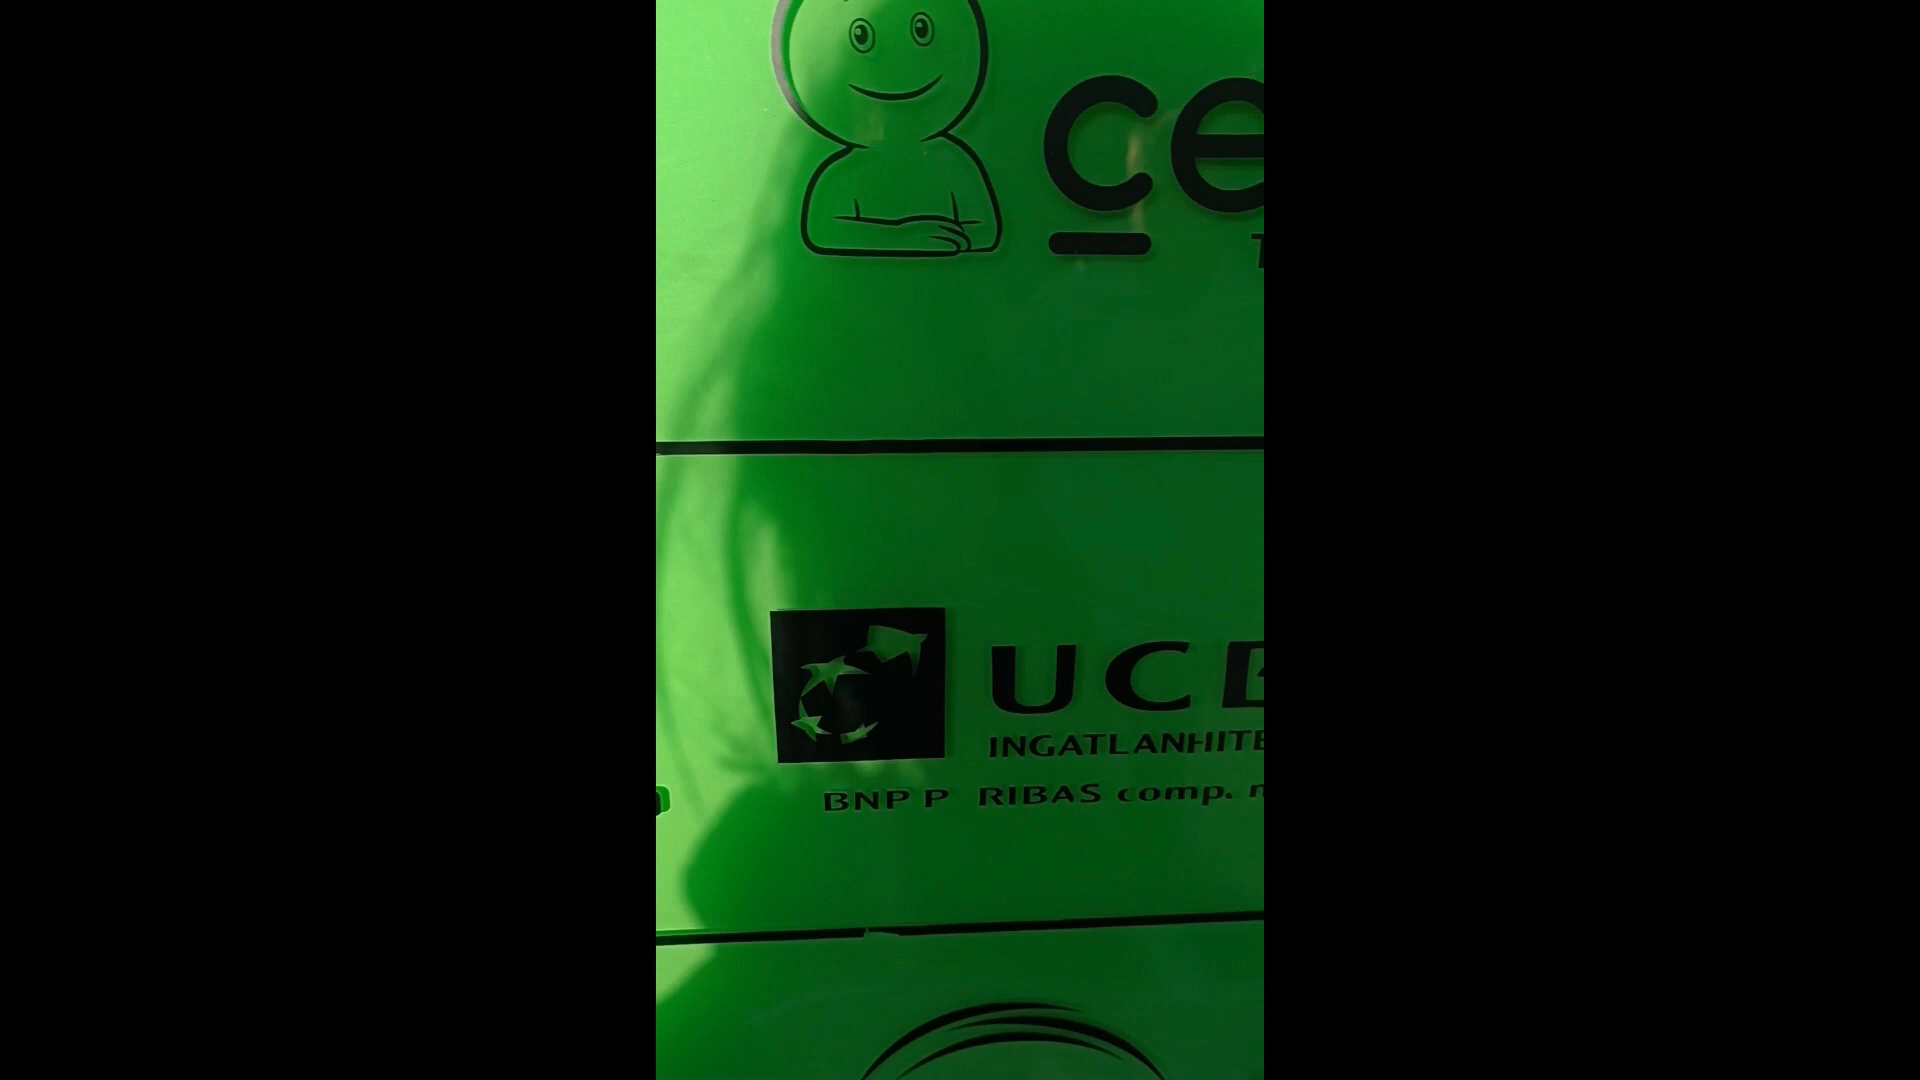 ce
UC
INGATLANHITE
BNP P RIBAS comp.